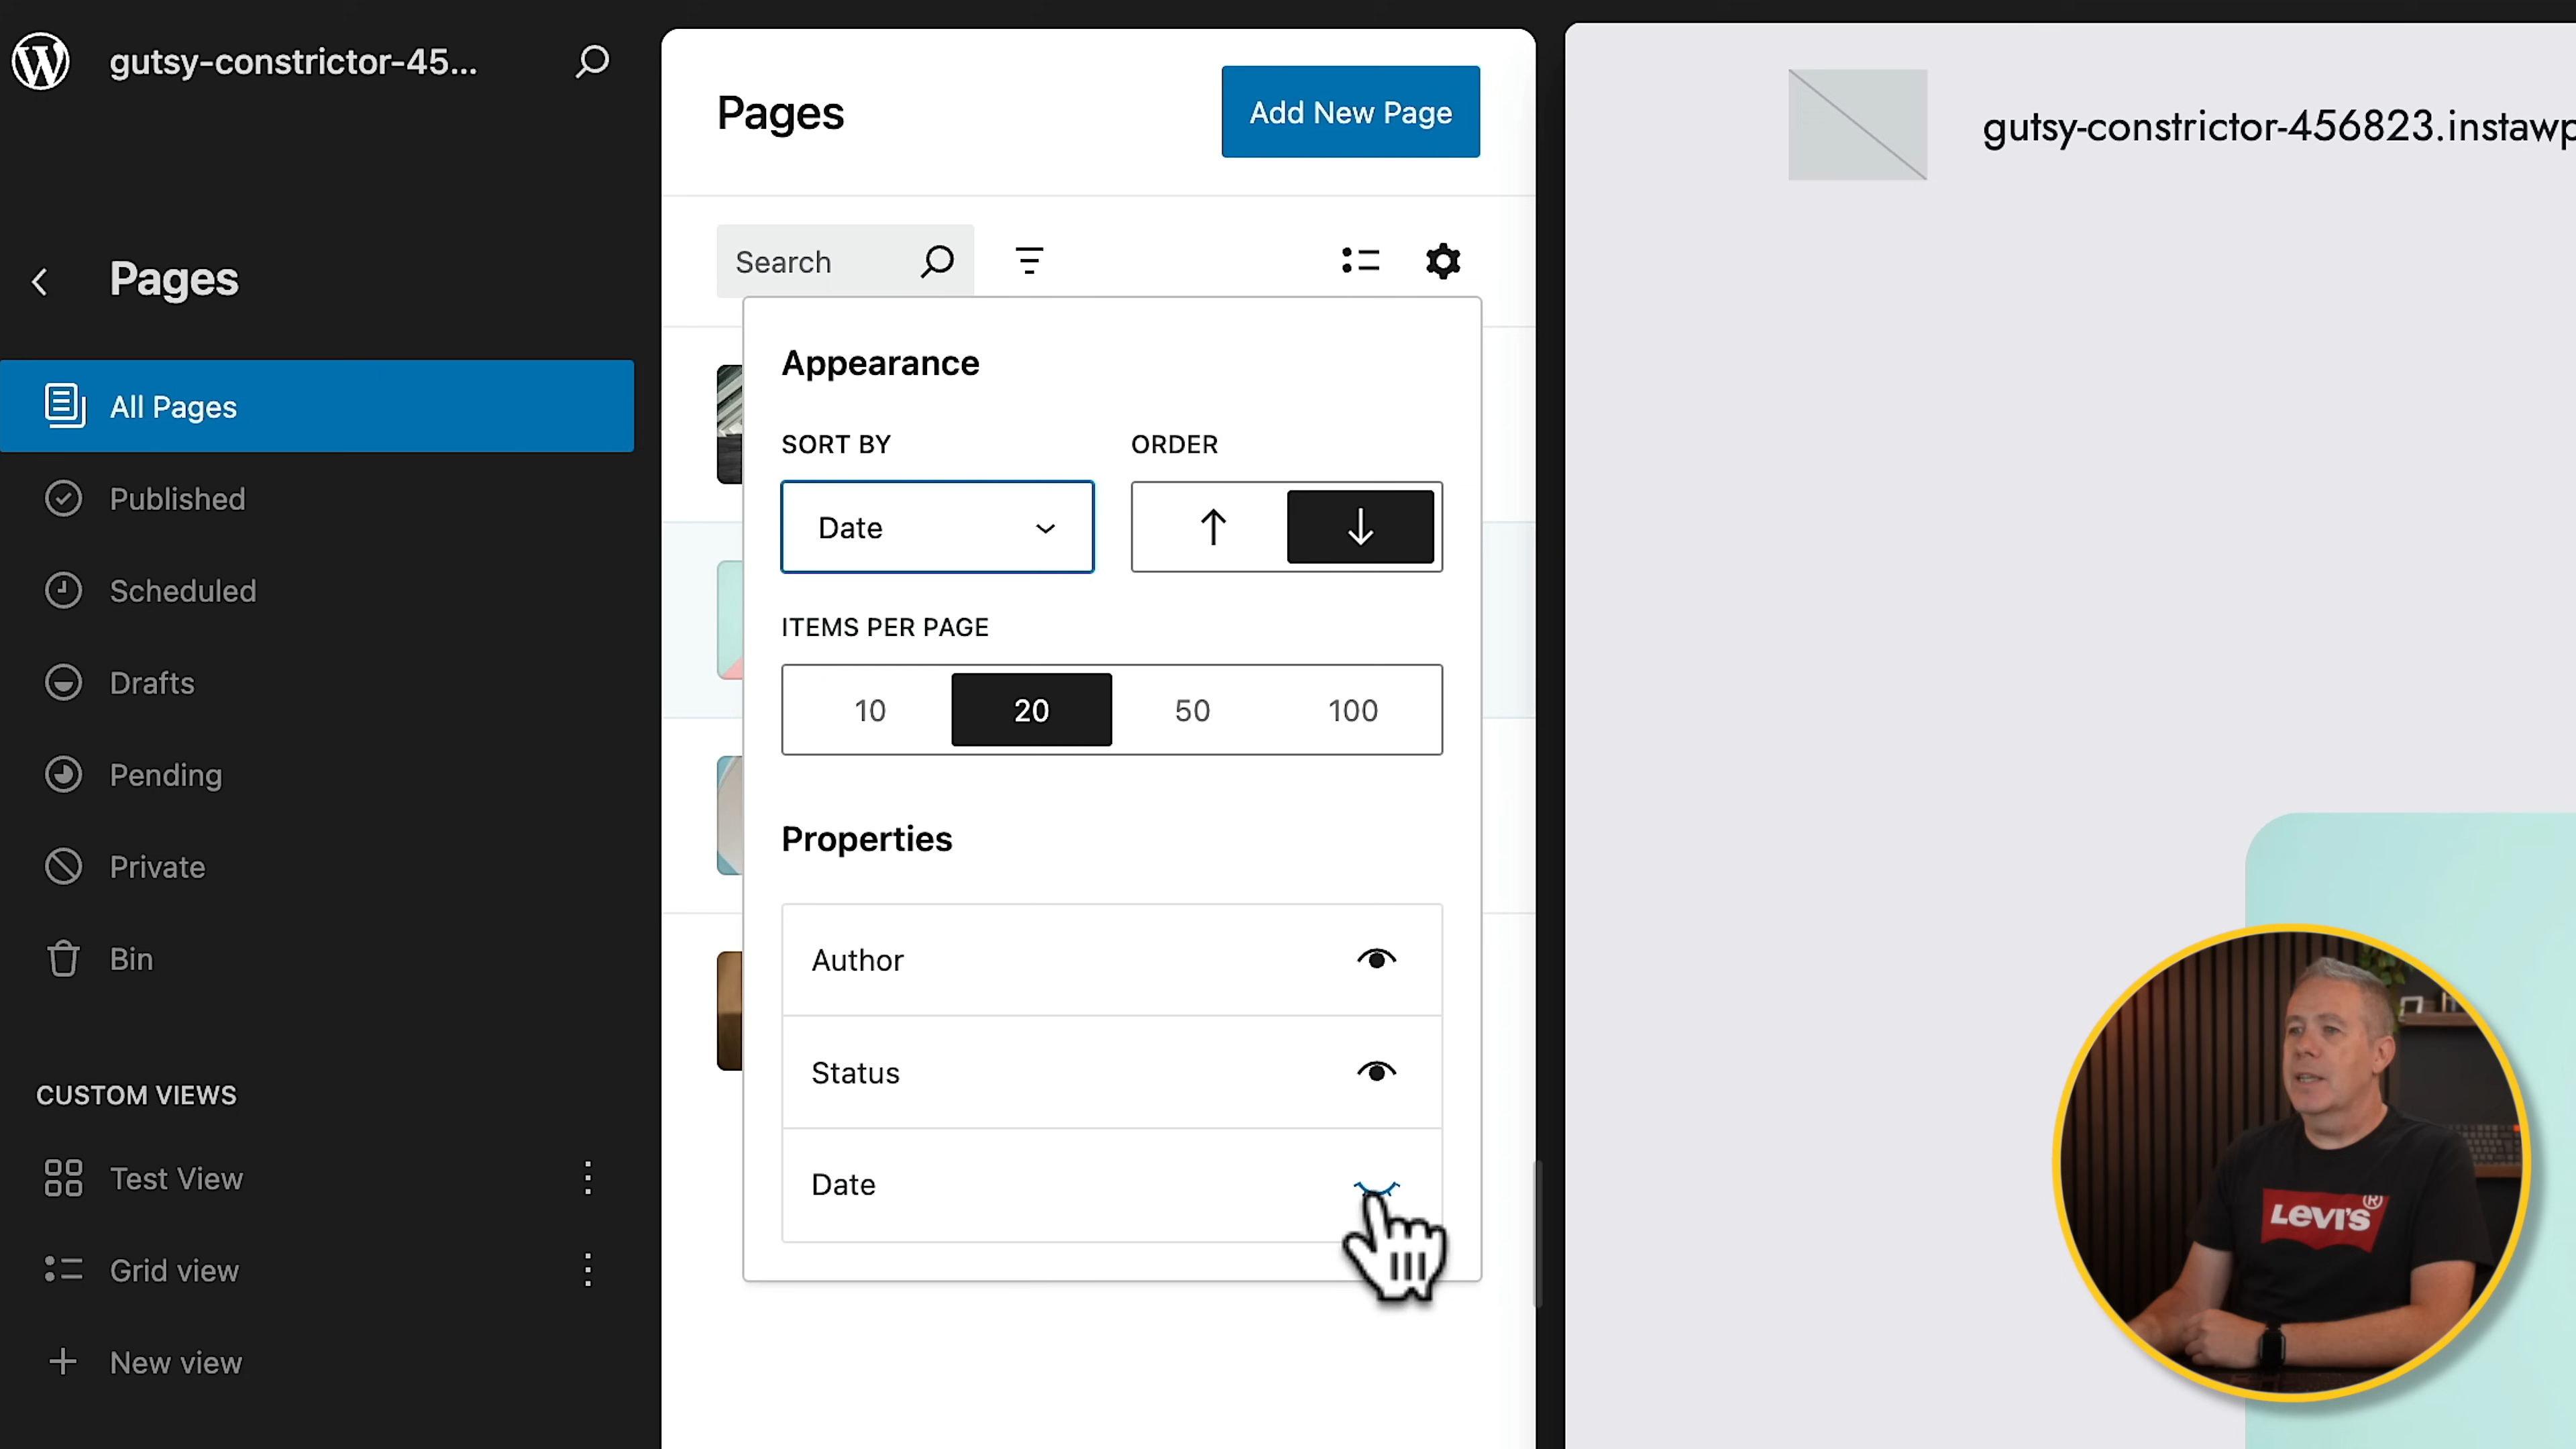 gutsy-constrictor-45...
Pages
All Pages
Published
Scheduled
Drafts
Pending
Private
Bin
CUSTOM VIEWS
Test View
Grid view
New view
Pages
Add New Page
Search
Appearance
SORT BY
ORDER
Date
ITEMS PER PAGE
10 20 50 100
Properties
Author
Status
Date
gutsy-constrictor-456823.instawp
LEVI'S®